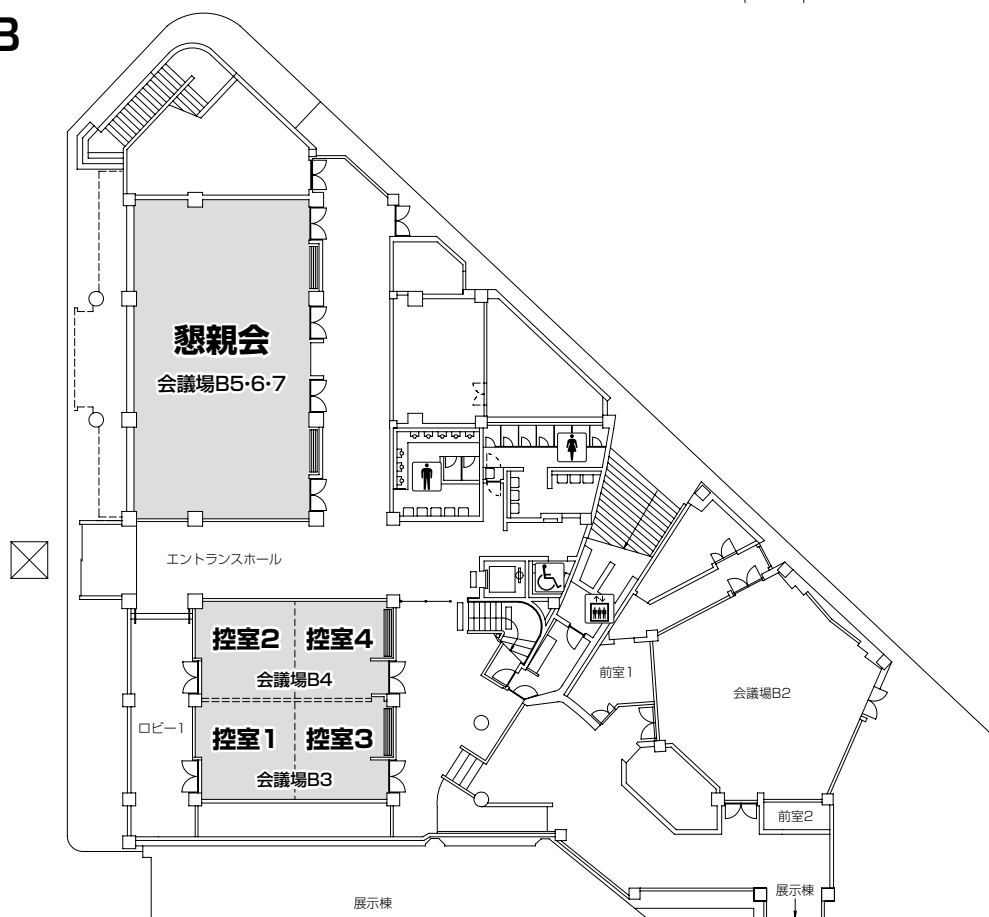 B
懇親会
会議場B5・6・7
エントランスホール
控室2 控室4
会議場B4
前室1
会議場B2
ロビー1
控室1 控室3
会議場B3
前室2
展示棟
展示棟